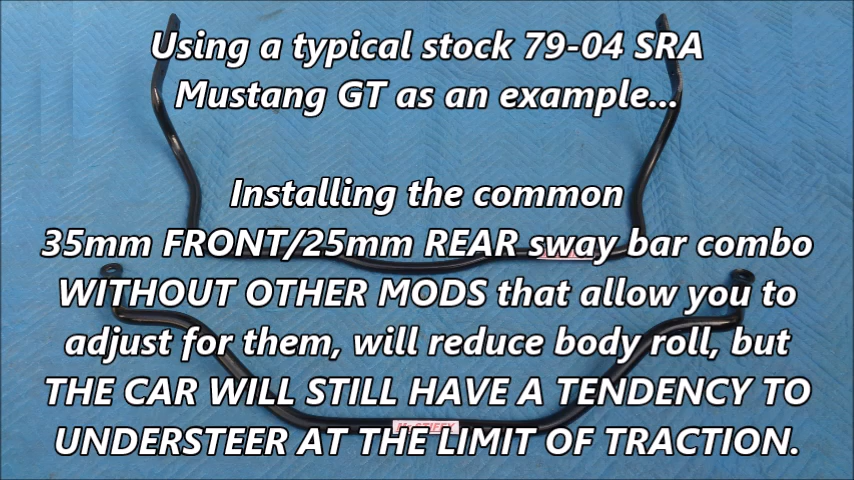 Using a typical stock 79-04 SRA
Mustang GT as an example...
Installing the common
35mm FRONT/25mm REAR sway bar combo
WITHOUT OTHER MODS that allow you to
adjust for them, will reduce body roll, but
THE CAR WILL STILL HAVE A TENDENCY TO
UNDERSTEER AT THE LIMIT OF TRACTION.